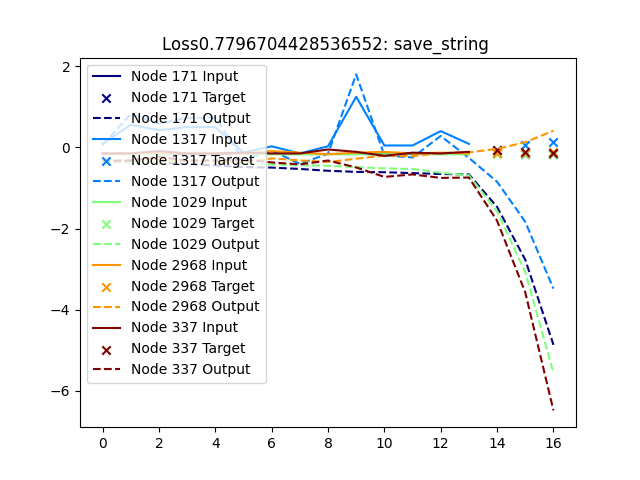 Loss0.7796704428536552: save_string
2
0
−2
−4
−6
Node 171 Input
Node 171 Target
Node 171 Output
Node 1317 Input
Node 1317 Target
Node 1317 Output
Node 1029 Input
Node 1029 Target
Node 1029 Output
Node 2968 Input
Node 2968 Target
Node 2968 Output
Node 337 Input
Node 337 Target
Node 337 Output
0 2 4 6 8 10 12 14 16